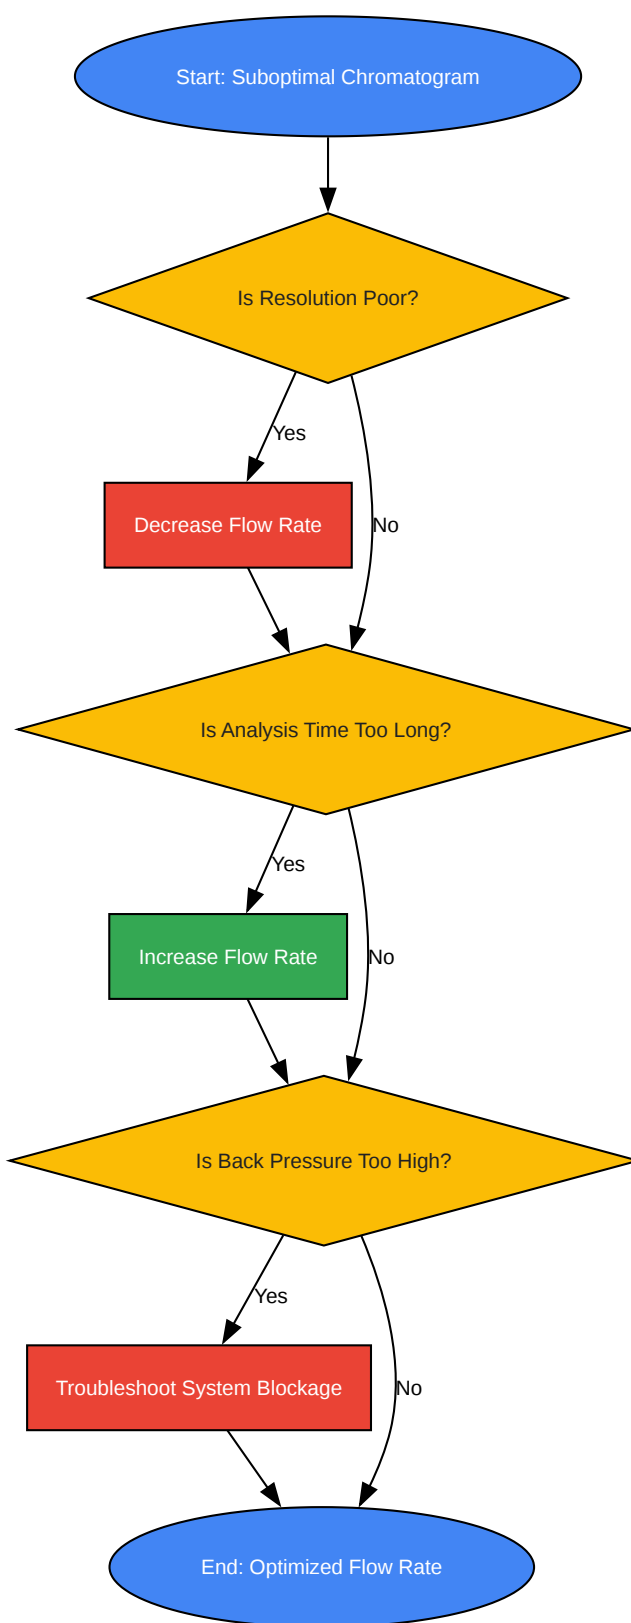 Start: Suboptimal Chromatogram
Is Resolution Poor?
Yes
Decrease Flow Rate
No
Is Analysis Time Too Long?
Yes
Increase Flow Rate
No
Is Back Pressure Too High?
Yes
Troubleshoot System Blockage
No
End: Optimized Flow Rate